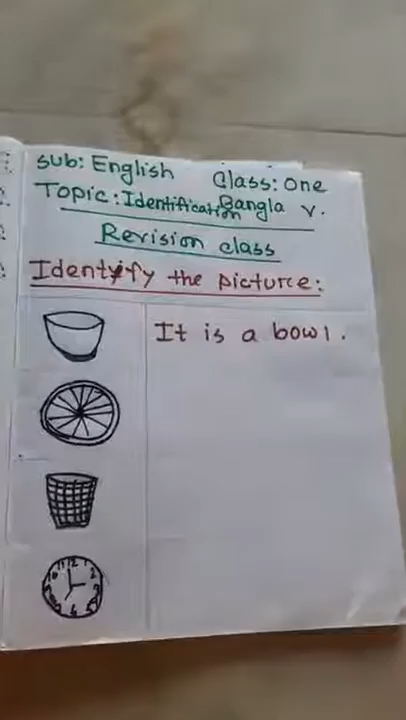 Sub: English Class: One
Topic: Identification Bangla v.
Revision class
Identify the picture:
It is a bowl.